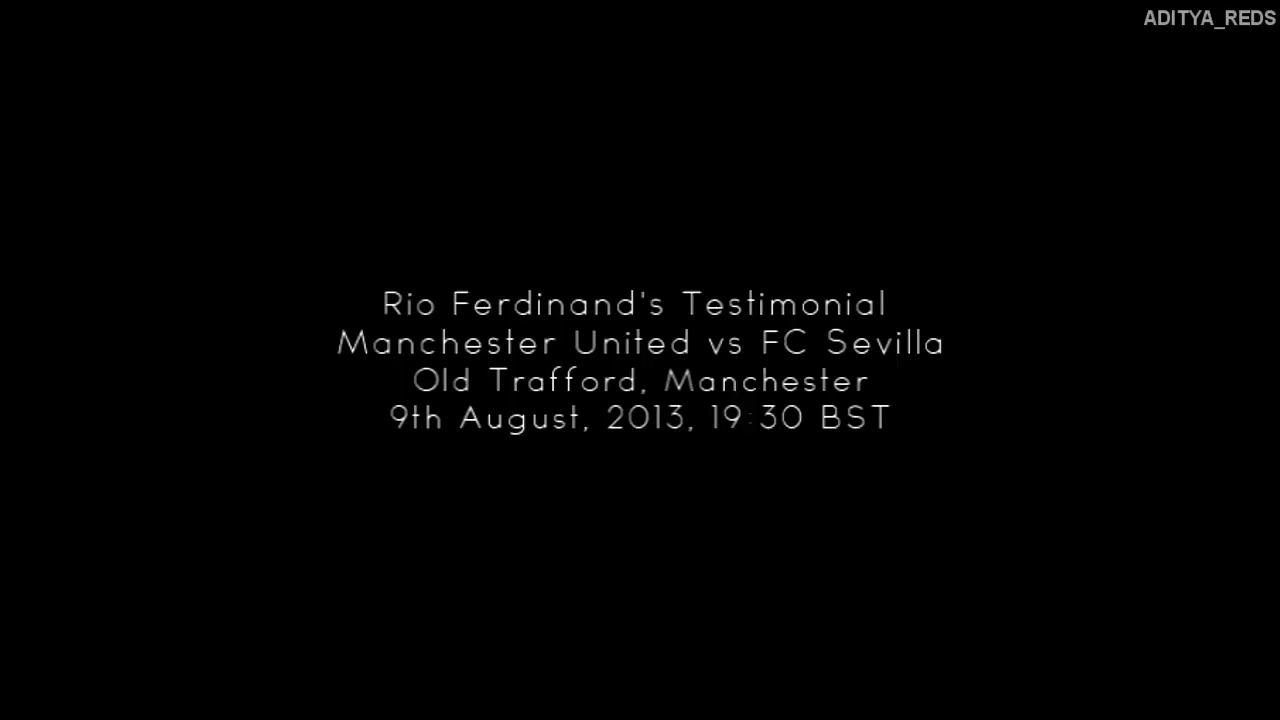 ADITYA_REDS
Rio Ferdinand's Testimonial
Manchester United vs FC Sevilla
Old Trafford, Manchester
9th August, 2013, 19:30 BST